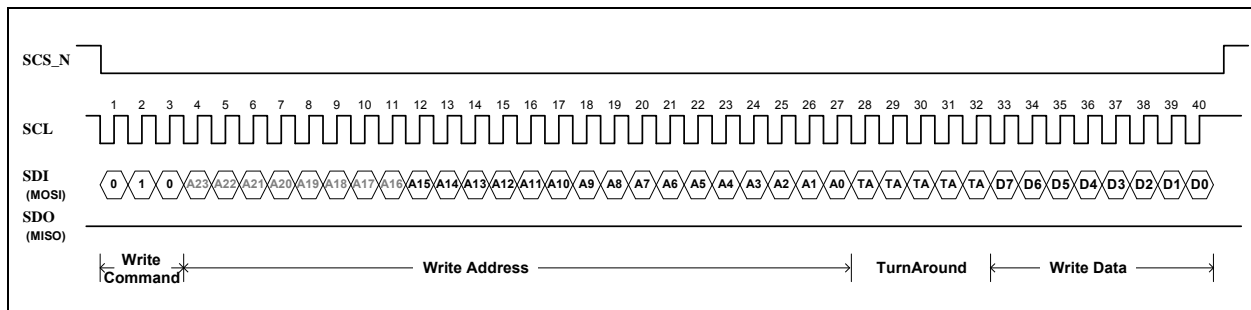 SCS_N
1 2 3 4 5 6 7 8 9 10 11 12 13 14 15 16 17 18 19 20 21 22 23 24 25 26 27 28 29 30 31 32 33 34 35 36 37 38 39 40
SCL
SDI
(MOSI)
0 1 0 A23 A22 A21 A20 A19 A18 A17 A16 A15 A14 A13 A12 A11 A10 A9 A8 A7 A6 A5 A4 A3 A2 A1 A0 TA TA TA TA TA D7 D6 D5 D4 D3 D2 D1 D0
SDO
(MISO)
Write
Command
Write Address
TurnAround
Write Data